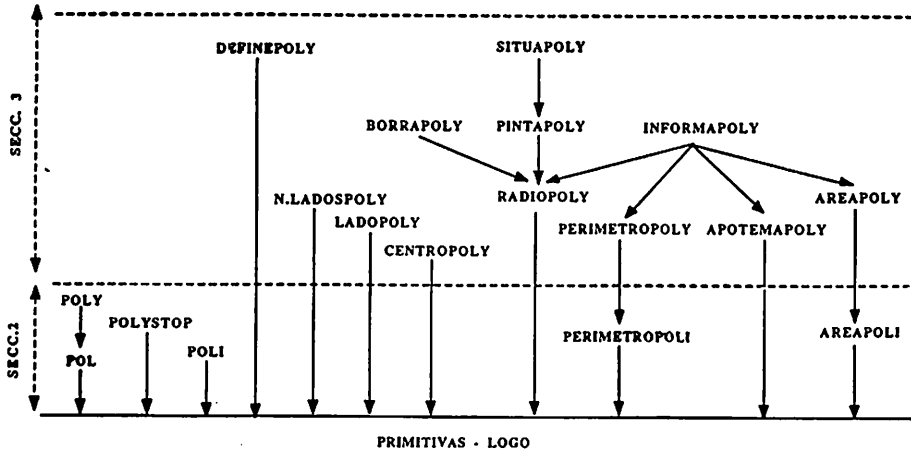 DEFINEPOLY SITUAPOLY
BORRAPOLY PINTAPOLY INFORMAPOLY
N.LADOSPOLY RADIOPOLY AREAPOLY
LADOPOLY PERIMETROPOLY APOTEMAPOLY
CENTROPOLY
SECC. 3
POLY
POLYSTOP PERIMETROPOLI AREAPOLI
POL POLI
SECC.2
PRIMITIVAS - LOGO